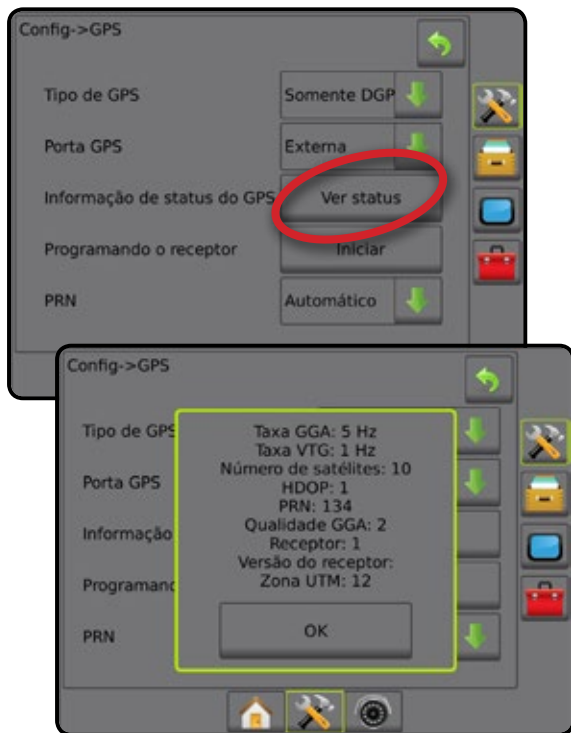 Config->GPS
Tipo de GPS
Somente DGP
Porta GPS
Externa
Informação de status do GPS
Ver status
Programando o receptor
Iniciar
PRN
Automático
Config->GPS
Tipo de GPS
Porta GPS
Informação
Programand
PRN
Taxa GGA: 5 Hz
Taxa VTG: 1 Hz
Número de satélites: 10
HDOP: 1
PRN: 134
Qualidade GGA: 2
Receptor: 1
Versão do receptor:
Zona UTM: 12
OK